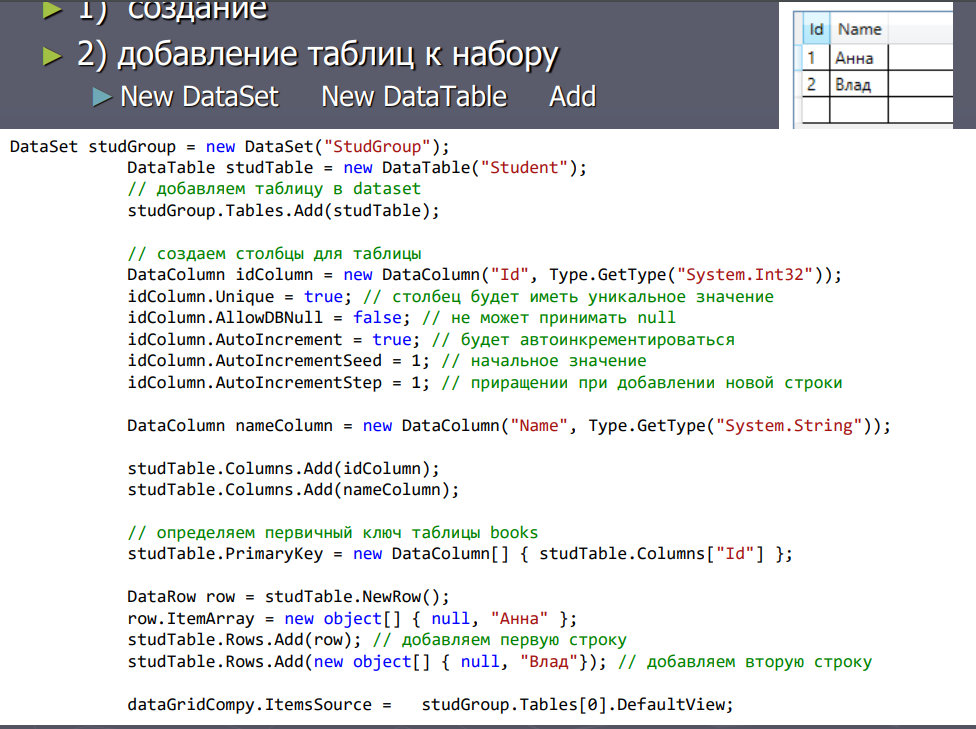 1) создание
2) добавление таблиц к набору
New DataSet New DataTable Add
Id Name
1 Анна
2 Влад
DataSet studGroup = new DataSet("StudGroup");
DataTable studTable = new DataTable("Student");
// добавляем таблицу в dataset
studGroup.Tables.Add(studTable);
// создаем столбцы для таблицы
DataColumn idColumn = new DataColumn("Id", Type.GetType("System.Int32"));
idColumn.Unique = true; // столбец будет иметь уникальное значение
idColumn.AllowDBNull = false; // не может принимать null
idColumn.AutoIncrement = true; // будет автоинкрементироваться
idColumn.AutoIncrementSeed = 1; // начальное значение
idColumn.AutoIncrementStep = 1; // приращении при добавлении новой строки
DataColumn nameColumn = new DataColumn("Name", Type.GetType("System.String"));
studTable.Columns.Add(idColumn);
studTable.Columns.Add(nameColumn);
// определяем первичный ключ таблицы books
studTable.PrimaryKey = new DataColumn[] { studTable.Columns["Id"] };
DataRow row = studTable.NewRow();
row.ItemArray = new object[] { null, "Анна" };
studTable.Rows.Add(row); // добавляем первую строку
studTable.Rows.Add(new object[] { null, "Влад"}); // добавляем вторую строку
dataGridCompy.ItemsSource = studGroup.Tables[0].DefaultView;